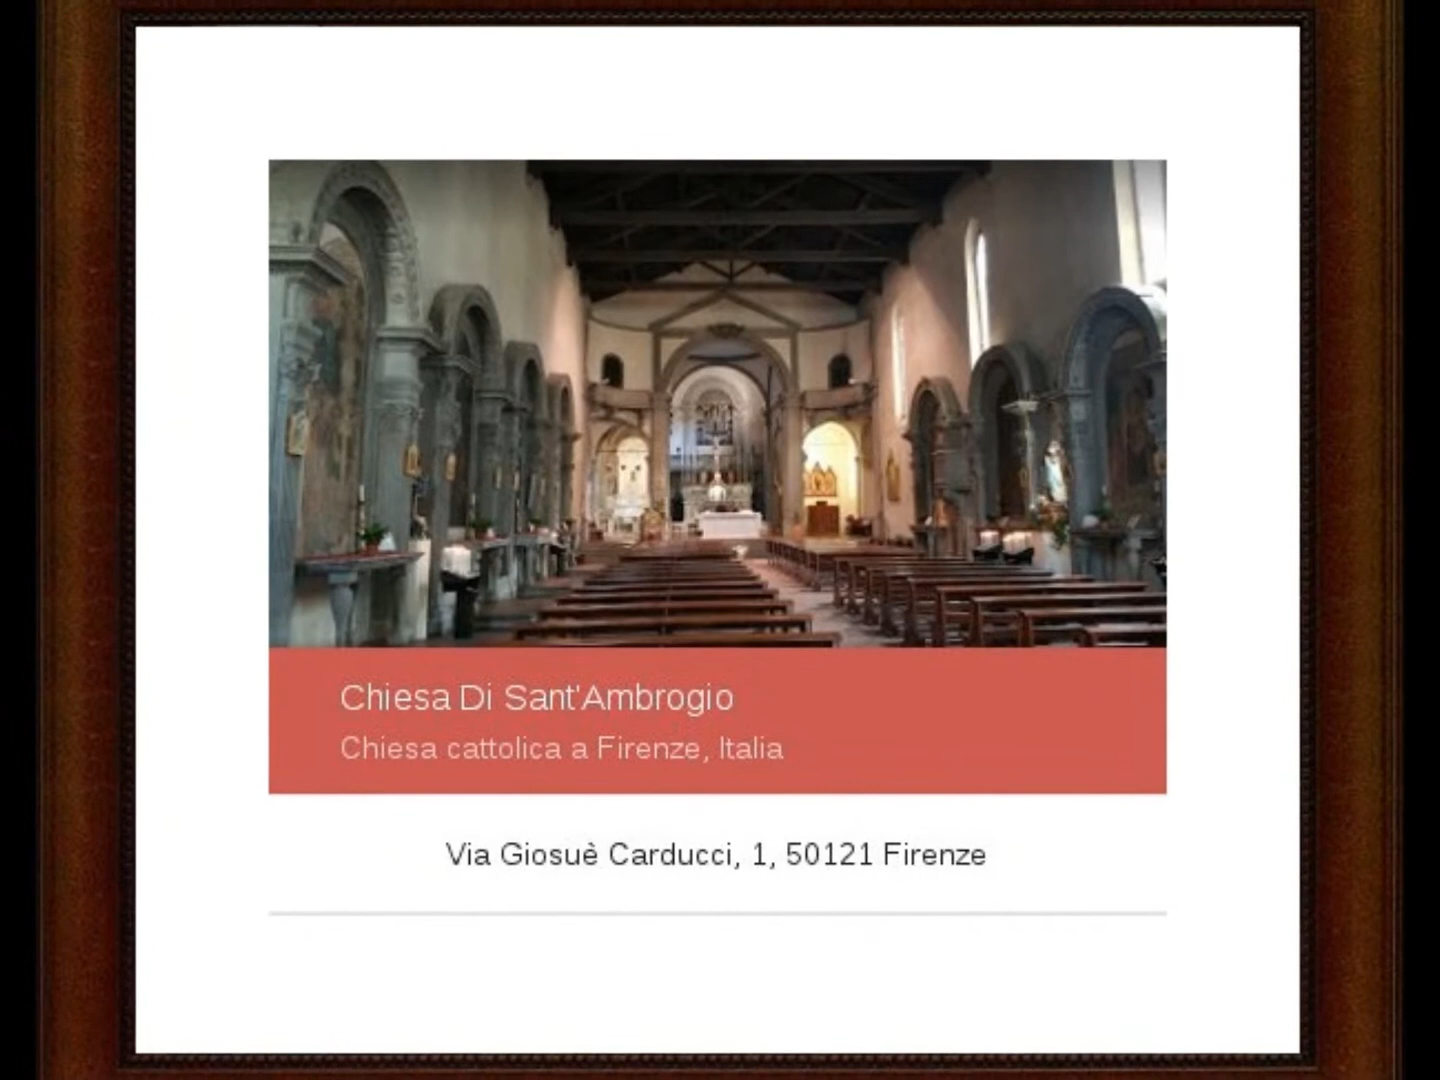 Chiesa Di Sant'Ambrogio
Chiesa cattolica a Firenze, Italia
Via Giosuè Carducci, 1, 50121 Firenze